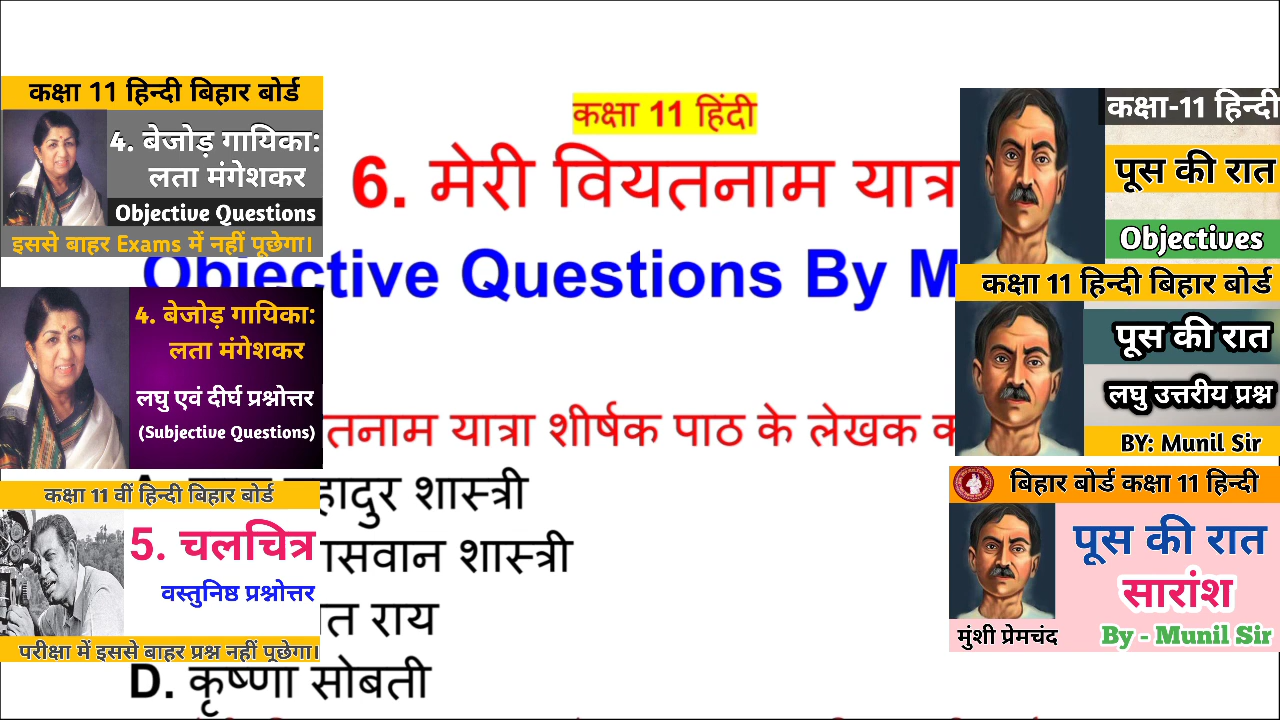 कक्षा 11 हिंदी
6. मेरी वियतनाम यात्र
Objective Questions By M
तनाम यात्रा शीर्षक पाठ के लेखक क
हादुर शास्त्री
ासवान शास्त्री
त राय
D. कृष्णा सोबती
कक्षा 11 हिन्दी बिहार बोर्ड
4. बेजोड़ गायिका:
लता मंगेशकर
Objective Questions
इससे बाहर Exams में नहीं पूछेगा।
4. बेजोड़ गायिका:
लता मंगेशकर
लघु एवं दीर्घ प्रश्नोत्तर
(Subjective Questions)
कक्षा 11 वीं हिन्दी बिहार बोर्ड
5. चलचित्र
वस्तुनिष्ठ प्रश्नोत्तर
परीक्षा में इससे बाहर प्रश्न नहीं पूछेगा।
कक्षा-11 हिन्दी
पूस की रात
Objectives
कक्षा 11 हिन्दी बिहार बोर्ड
पूस की रात
लघु उत्तरीय प्रश्न
BY: Munil Sir
बिहार बोर्ड कक्षा 11 हिन्दी
पूस की रात
सारांश
मुंशी प्रेमचंद
By - Munil Sir